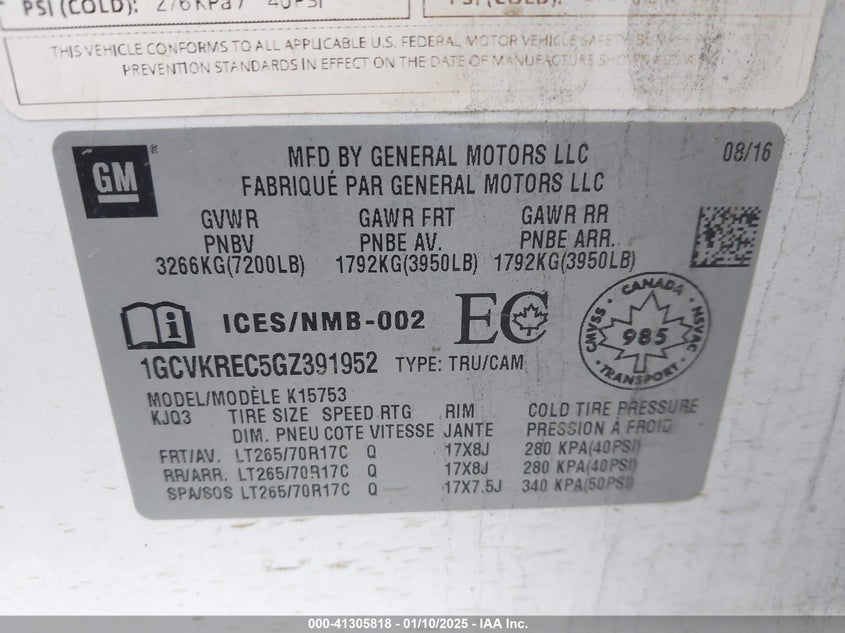 PSI (COLD): 276KPa / 40PSI
THIS VEHICLE CONFORMS TO ALL APPLICABLE U.S. FEDERAL MOTOR VEHICLE SAFETY, BUMPER
PREVENTION STANDARDS IN EFFECT ON THE DATE OF MANUFACTURE SHOWN
GM ®
MFD BY GENERAL MOTORS LLC
08/16
FABRIQUÉ PAR GENERAL MOTORS LLC
GVWR GAWR FRT GAWR RR
PNBV PNBE AV. PNBE ARR.
3266KG(7200LB) 1792KG(3950LB) 1792KG(3950LB)
i ICES/NMB-002 EC
CANADA CMVSS 985 NSVAC TRANSPORT
1GCVKREC5GZ391952 TYPE: TRU/CAM
MODEL/MODÈLE K15753
KJQ3 TIRE SIZE SPEED RTG RIM COLD TIRE PRESSURE
DIM. PNEU COTE VITESSE JANTE PRESSION À FROID
FRT/AV. LT265/70R17C Q 17X8J 280 KPA(40PSI)
RR/ARR. LT265/70R17C Q 17X8J 280 KPA(40PSI)
SPA/SOS LT265/70R17C Q 17X7.5J 340 KPA(50PSI)
000-41305818 - 01/10/2025 - IAA Inc.